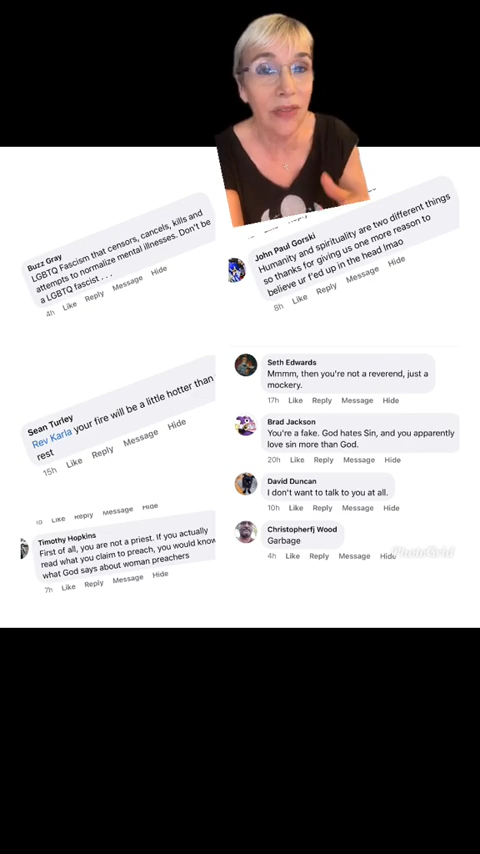 Buzz Gray
LGBTQ Fascism that censors, cancels, kills and
attempts to normalize mental illnesses. Don't be
a LGBTQ fascist . . .
4h Like Reply Message Hide
Reply
John Paul Gorski
Humanity and spirituality are two different things
so thanks for giving us one more reason to
believe ur f'ed up in the head lmao
8h Like Reply Message Hide
Sean Turley
Rev Karla your fire will be a little hotter than
rest
15h Like Reply Message Hide
Like Reply Message Hide
Timothy Hopkins
First of all, you are not a priest. If you actually
read what you claim to preach, you would know
what God says about woman preachers
7h Like Reply Message Hide
Seth Edwards
Mmmm, then you're not a reverend, just a
mockery.
17h Like Reply Message Hide
Brad Jackson
You're a fake. God hates Sin, and you apparently
love sin more than God.
20h Like Reply Message Hide
David Duncan
I don't want to talk to you at all.
10h Like Reply Message Hide
Christopherfj Wood
Garbage
4h Like Reply Message Hide